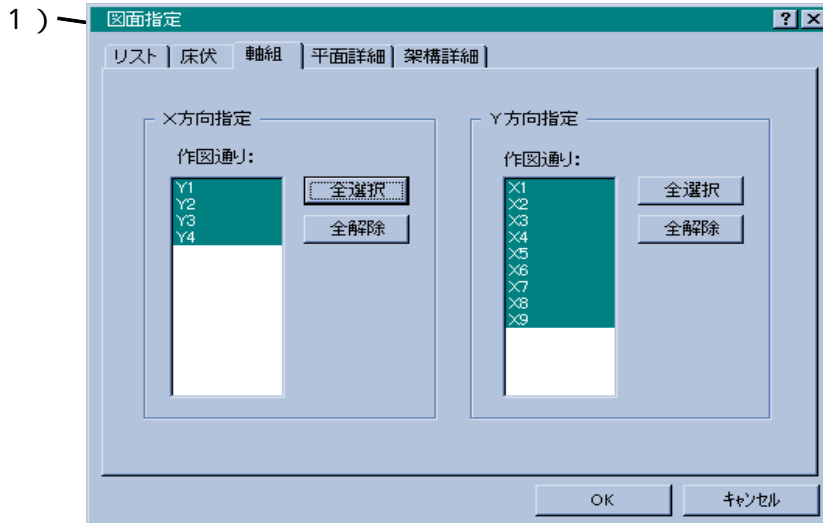 1 )
図面指定
? ×
リスト 床伏 軸組 平面詳細 架構詳細
X方向指定
作図通り:
Y1
Y2
Y3
Y4
全選択
全解除
Y方向指定
作図通り:
X1
X2
X3
X4
X5
X6
X7
X8
X9
全選択
全解除
OK キャンセル